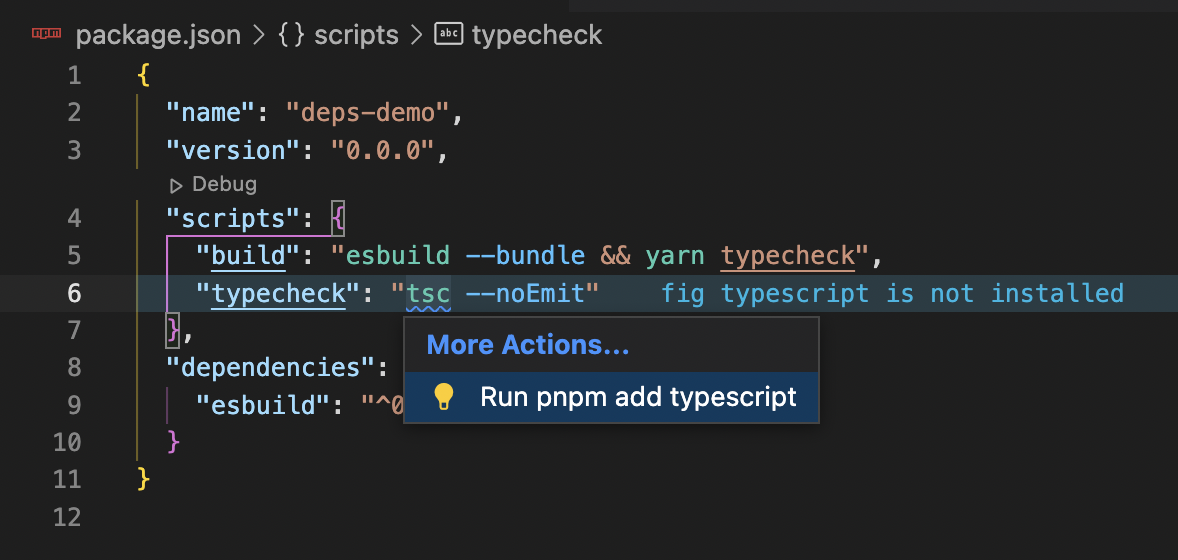 npm package.json > {} scripts > abc typecheck
1 {
2 "name": "deps-demo",
3 "version": "0.0.0",
Debug
4 "scripts": {
5 "build": "esbuild --bundle && yarn typecheck",
6 "typecheck": "tsc --noEmit" fig typescript is not installed
7 },
More Actions...
8 "dependencies":
Run pnpm add typescript
9 "esbuild": "^0
10 }
11 }
12